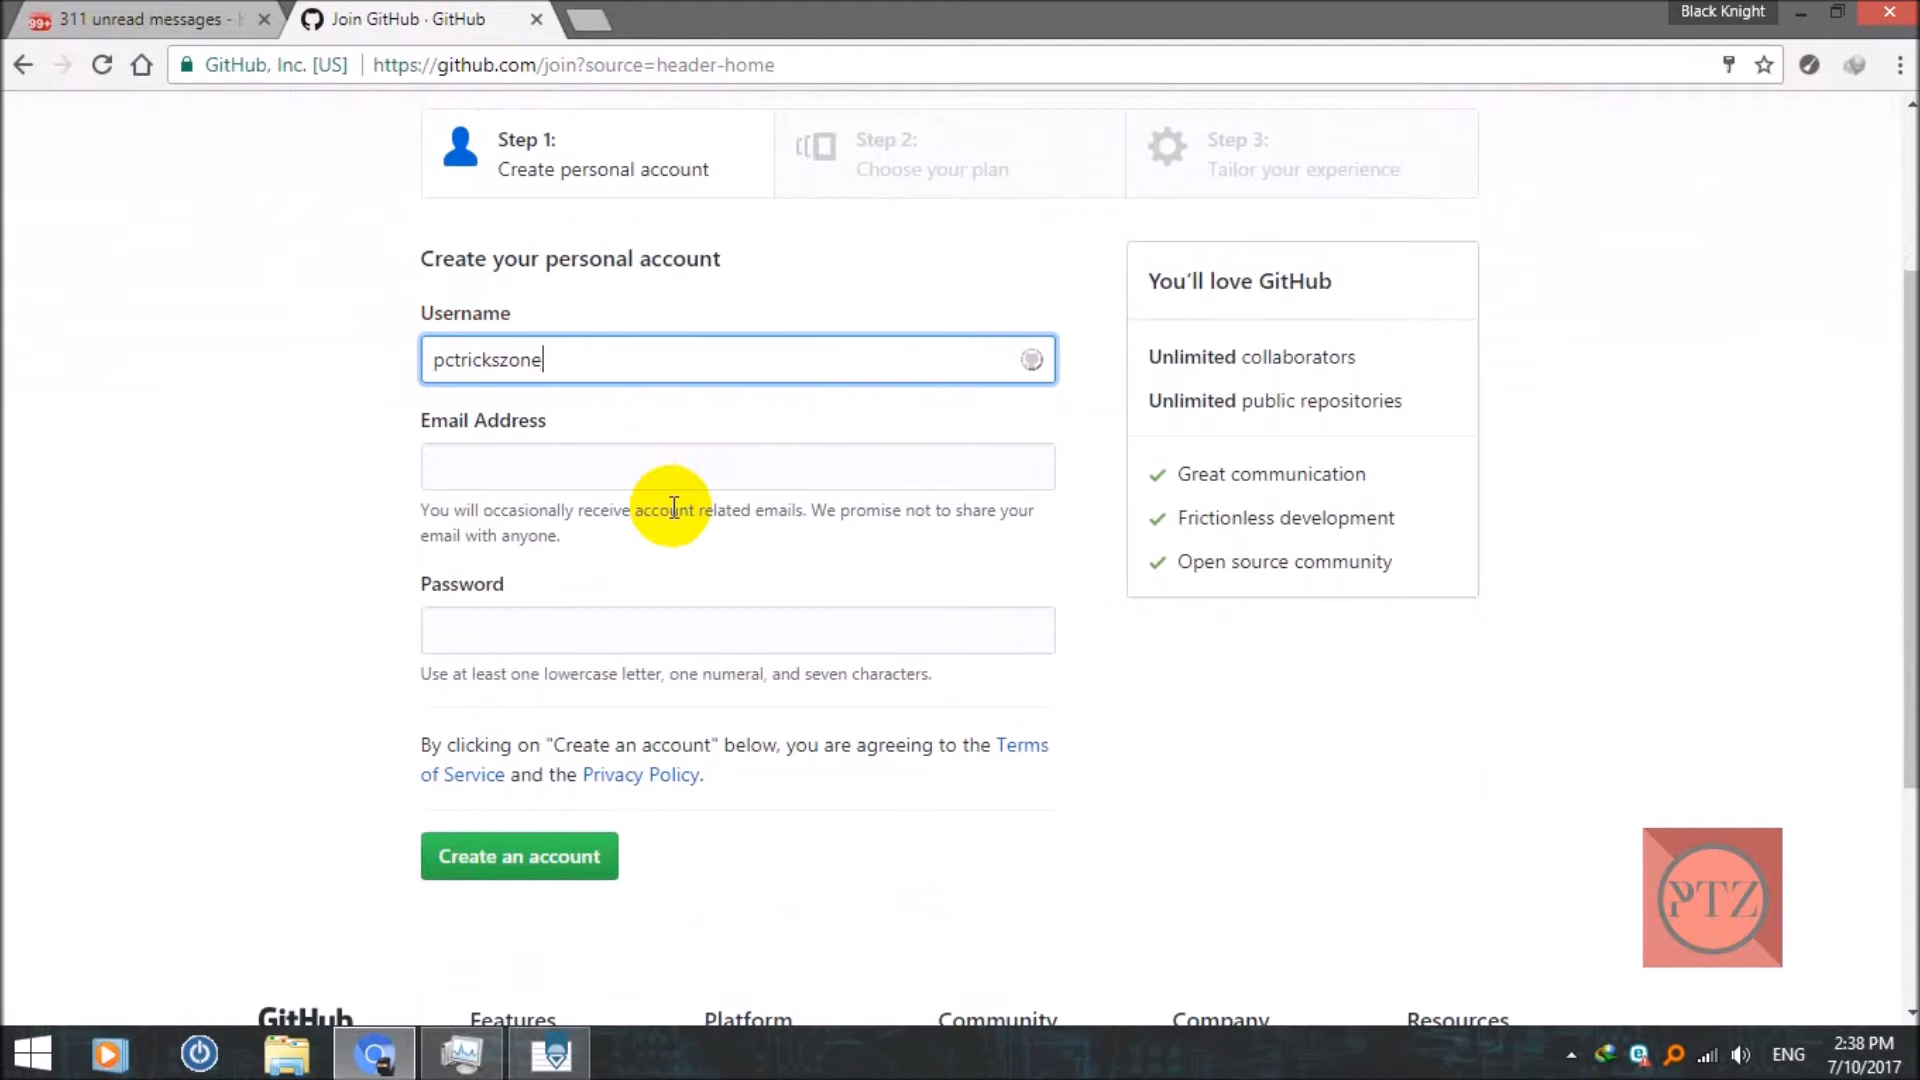 99+ 311 unread messages -
Join GitHub · GitHub
Black Knight
GitHub, Inc. [US]
https://github.com/join?source=header-home
Step 1:
Create personal account
Step 2:
Choose your plan
Step 3:
Tailor your experience
Create your personal account
Username
pctrickszone
Email Address
You will occasionally receive account related emails. We promise not to share your
email with anyone.
Password
Use at least one lowercase letter, one numeral, and seven characters.
By clicking on "Create an account" below, you are agreeing to the Terms
of Service and the Privacy Policy.
Create an account
You’ll love GitHub
Unlimited collaborators
Unlimited public repositories
Great communication
Frictionless development
Open source community
PTZ
GitHub
Features
Platform
Community
Company
Resources
ENG
2:38 PM
7/10/2017